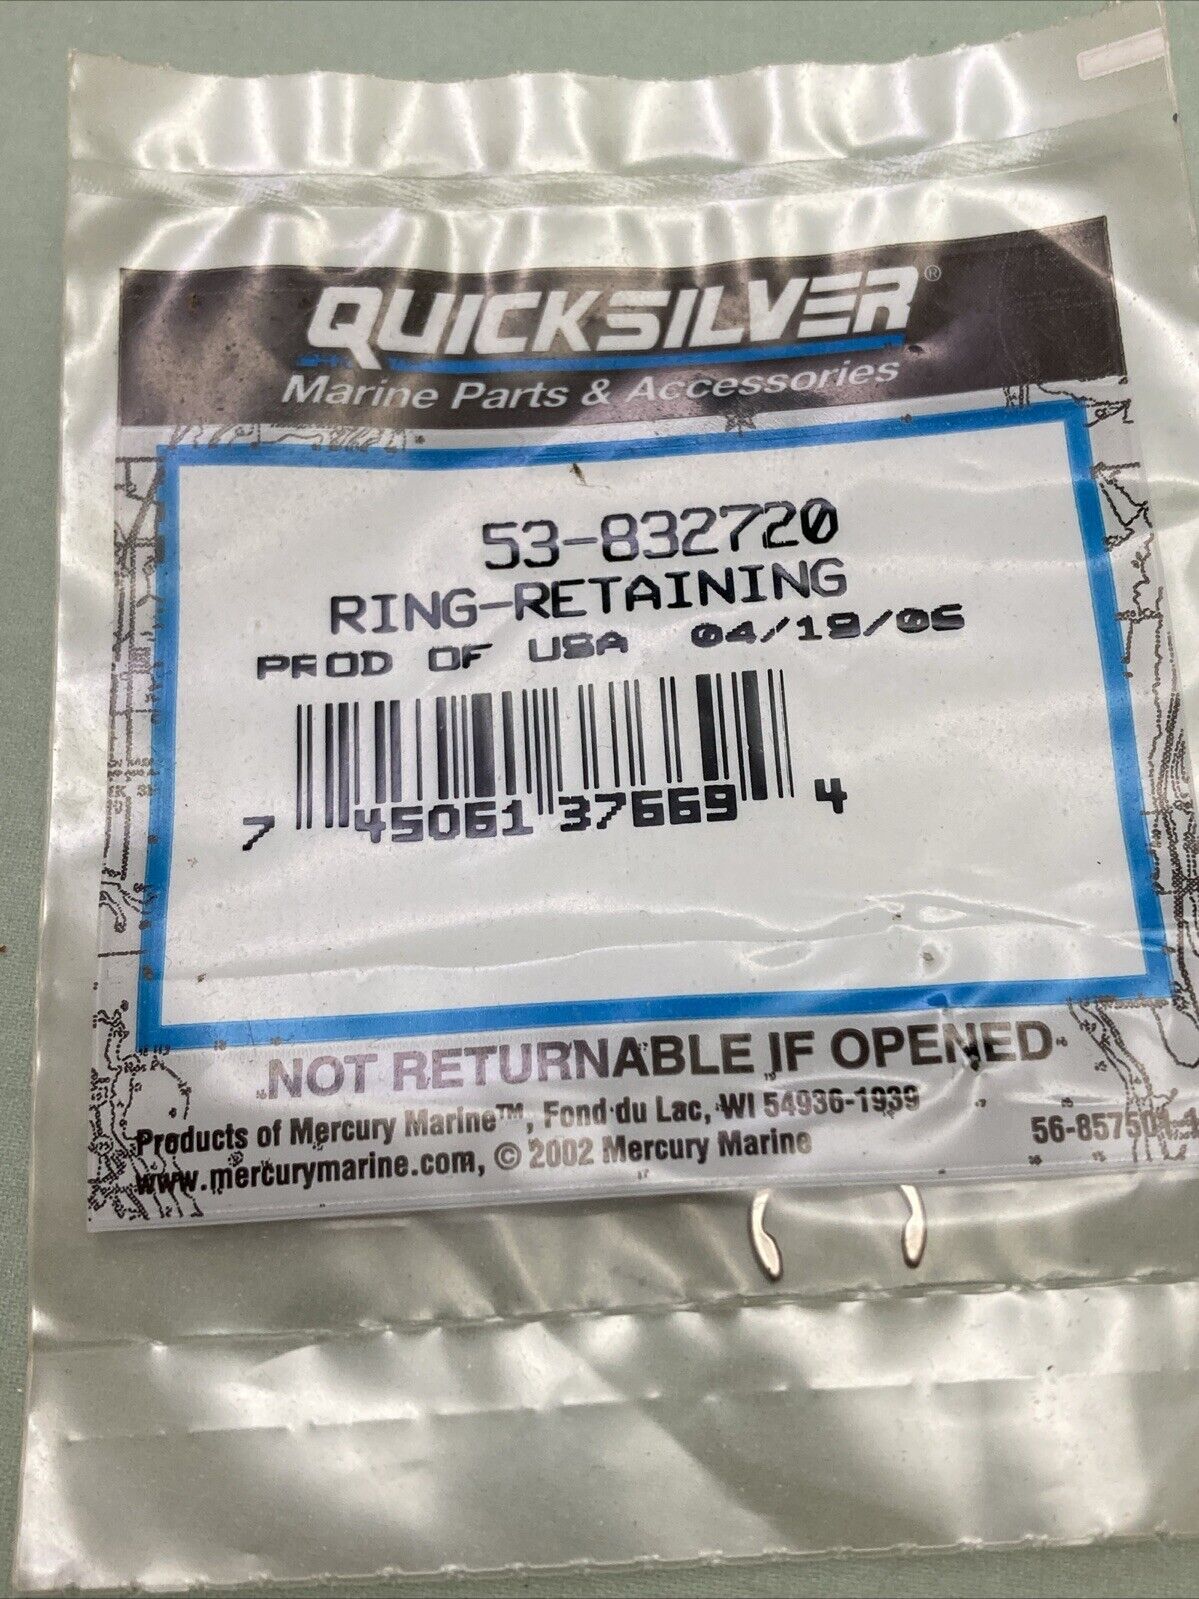 QUICKSILVER®
Marine Parts & Accessories
53-832720
RING-RETAINING
PROD OF USA 04/19/06
7 45061 37669 4
NOT RETURNABLE IF OPENED
Products of Mercury Marine™, Fond du Lac, WI 54936-1939
www.mercurymarine.com, © 2002 Mercury Marine